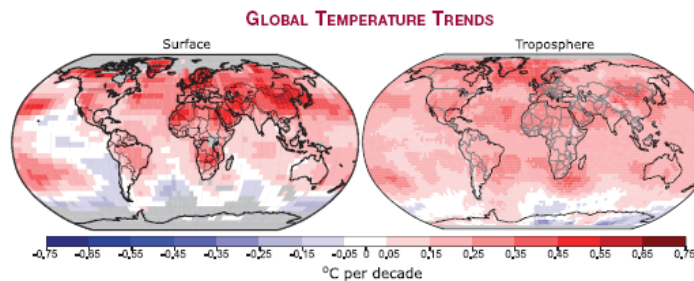 GLOBAL TEMPERATURE TRENDS
Surface
Troposphere
-0.75 -0.65 -0.55 -0.45 -0.35 -0.25 -0.15 -0.05 0 0.05 0.15 0.25 0.35 0.45 0.55 0.65 0.75
°C per decade